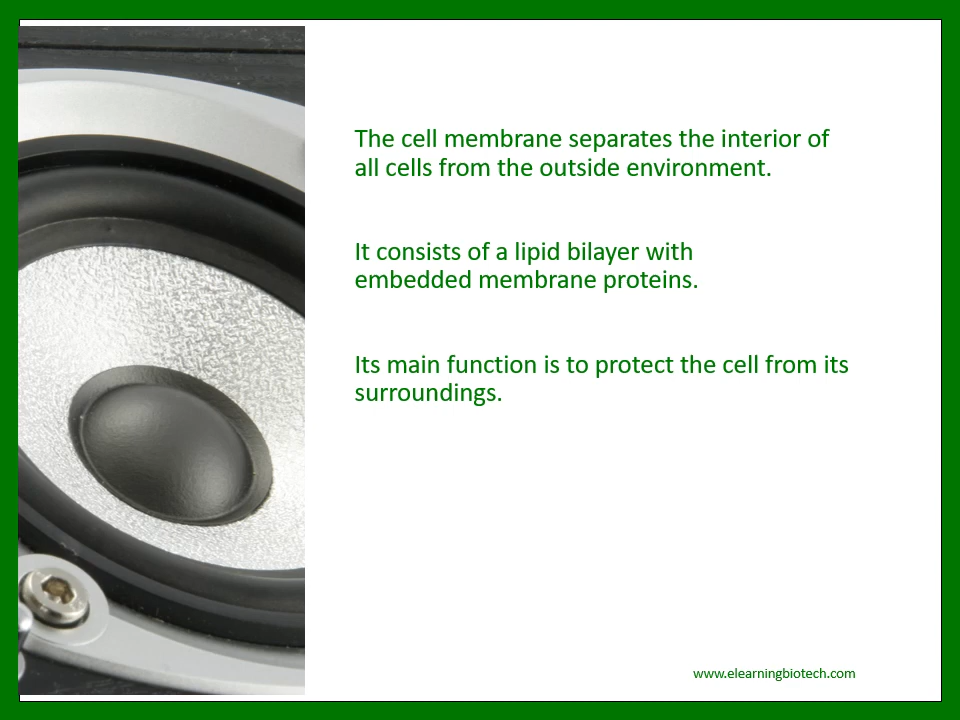 The cell membrane separates the interior of
all cells from the outside environment.
It consists of a lipid bilayer with
embedded membrane proteins.
Its main function is to protect the cell from its
surroundings.
www.elearningbiotech.com